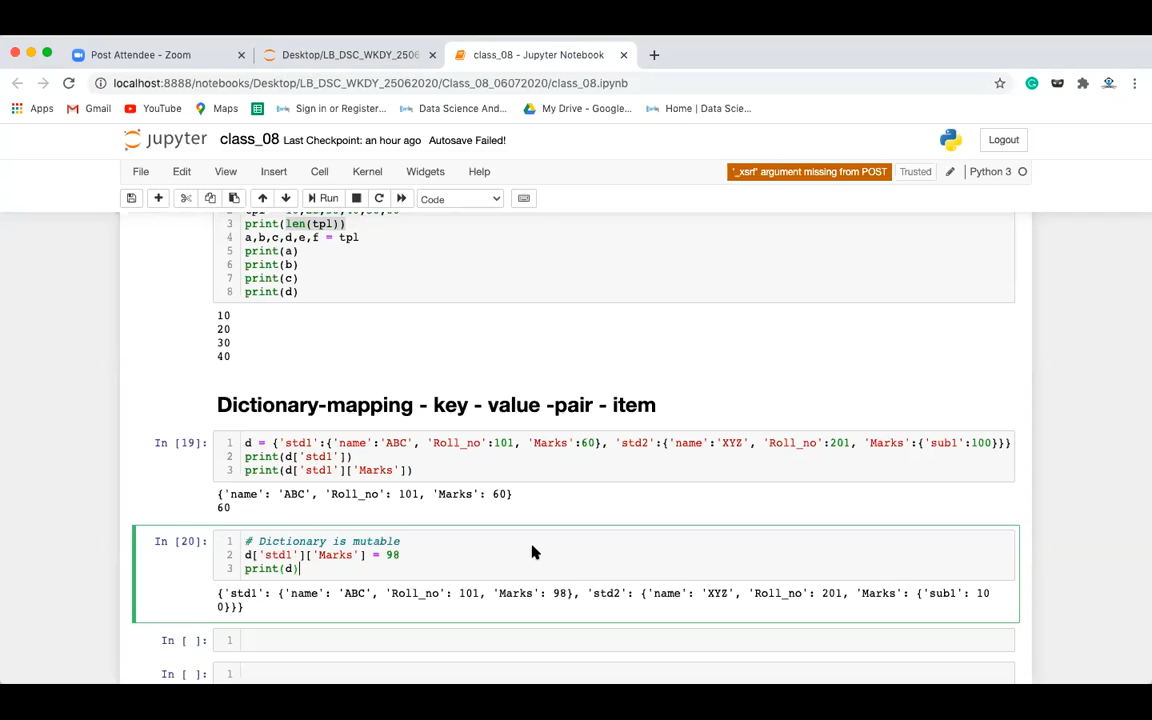 Post Attendee - Zoom
Desktop/LB_DSC_WKDY_2506
class_08 - Jupyter Notebook
localhost:8888/notebooks/Desktop/LB_DSC_WKDY_25062020/Class_08_06072020/class_08.ipynb
Apps Gmail YouTube Maps Sign in or Register... Data Science And... My Drive - Google... Home | Data Scie...
jupyter class_08 Last Checkpoint: an hour ago Autosave Failed! Logout
File Edit View Insert Cell Kernel Widgets Help '_xsrf' argument missing from POST Trusted Python 3
Run Code
3 print(len(tpl))
4 a,b,c,d,e,f = tpl
5 print(a)
6 print(b)
7 print(c)
8 print(d)
10
20
30
40
Dictionary-mapping - key - value -pair - item
In [19]: 1 d = {'std1':{'name':'ABC', 'Roll_no':101, 'Marks':60}, 'std2':{'name':'XYZ', 'Roll_no':201, 'Marks':{'sub1':100}}}
2 print(d['std1'])
3 print(d['std1']['Marks'])
{'name': 'ABC', 'Roll_no': 101, 'Marks': 60}
60
In [20]: 1 # Dictionary is mutable
2 d['std1']['Marks'] = 98
3 print(d)
{'std1': {'name': 'ABC', 'Roll_no': 101, 'Marks': 98}, 'std2': {'name': 'XYZ', 'Roll_no': 201, 'Marks': {'sub1': 10
0}}}
In [ ]: 1
In [ ]: 1